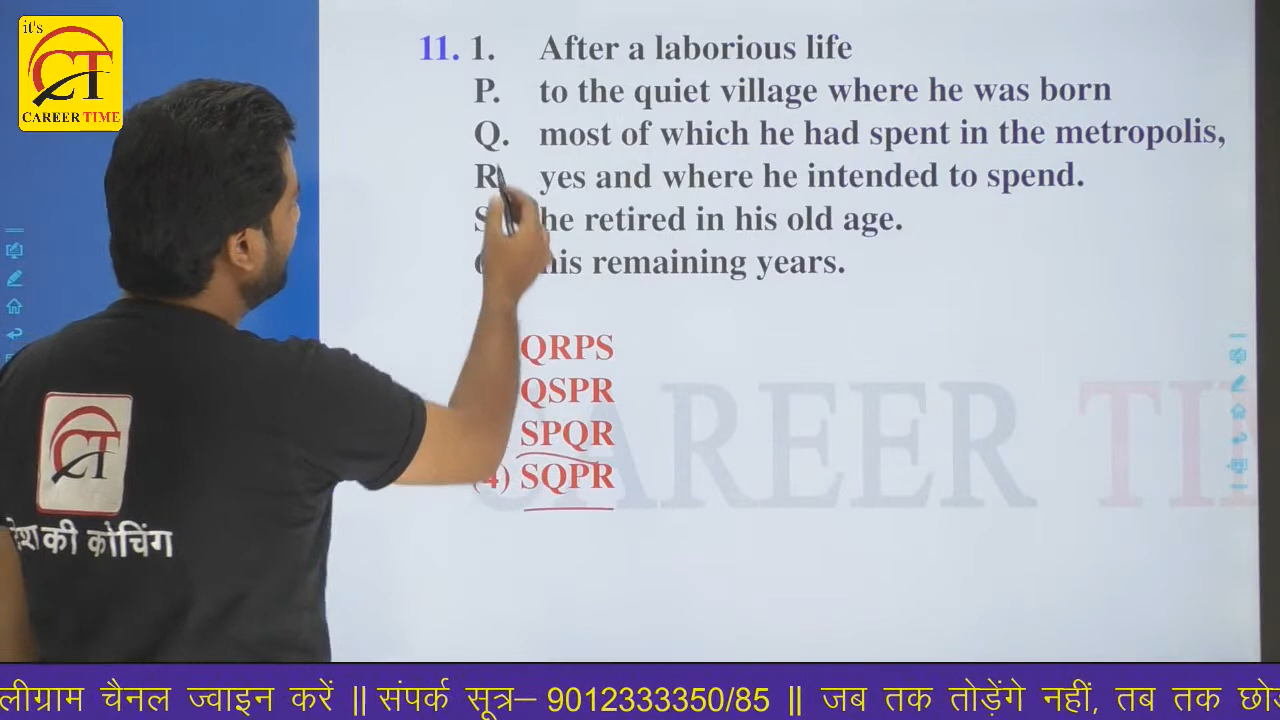 it's
CT
CAREER TIME
11. 1. After a laborious life
P. to the quiet village where he was born
Q. most of which he had spent in the metropolis,
R yes and where he intended to spend.
S he retired in his old age.
his remaining years.
QRPS
QSPR
SPQR
(4) SQPR
CAREER TI
CT
की कोचिंग
लीग्राम चैनल ज्वाइन करें || संपर्क सूत्र– 9012333350/85 || जब तक तोड़ेंगे नहीं, तब तक